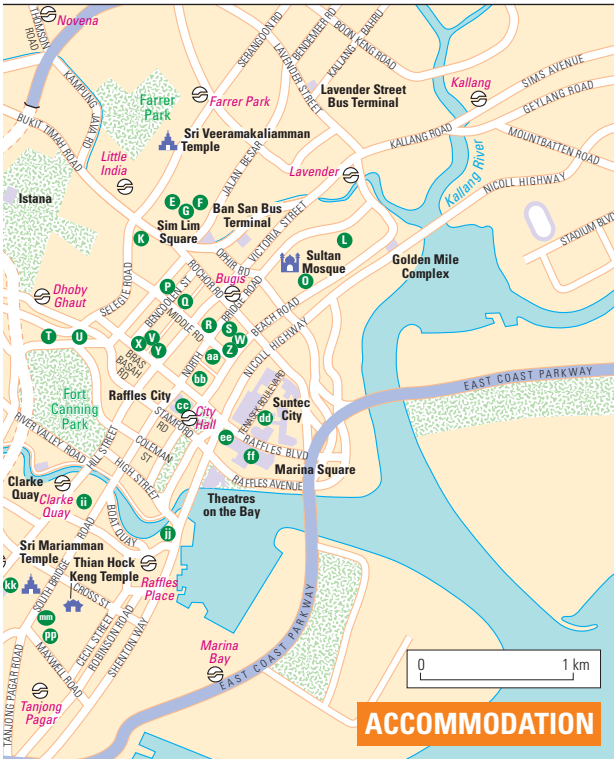 THOMSON
ROAD
Novena
SERANGOON RD
LAVENDER STREET
BENDEMEER RD
BOON KENG ROAD
KALLANG
BAHRU
KAMPUNG
JAVA RD
Farrer
Park
Farrer Park
Lavender Street
Bus Terminal
Kallang
SIMS AVENUE
GEYLANG ROAD
BUKIT TIMAH ROAD
Sri Veeramakaliamman
Temple
KALLANG ROAD
MOUNTBATTEN ROAD
Little
India
JALAN BESAR
Lavender
Kallang River
NICOLL HIGHWAY
Istana
E
G
F
Sim Lim
Square
Ban San Bus
Terminal
VICTORIA STREET
STADIUM BLVD
K
L
OPHIR RD
Sultan
Mosque
Golden Mile
Complex
SELEGIE ROAD
ROCHOR RD
Bugis
O
Dhoby
Ghaut
P
Q
BENCOOLEN ST
MIDDLE RD
BRIDGE ROAD
BEACH ROAD
NICOLL HIGHWAY
T
U
X
V
Y
R
S
W
Z
aa
BRAS
BASAH
RD
NORTH
bb
Raffles City
cc
City
Hall
STAMFORD
RD
TEMASEK BOULEVARD
Suntec
City
dd
EAST COAST PARKWAY
Fort
Canning
Park
COLEMAN
ST
ee
RAFFLES BLVD
ff
Marina Square
RAFFLES AVENUE
RIVER VALLEY ROAD
HILL STREET
HIGH STREET
Clarke
Quay
Clarke
Quay
ii
Theatres
on the Bay
BOAT QUAY
jj
Sri Mariamman
Temple
Thian Hock
Keng Temple
Raffles
Place
kk
SOUTH BRIDGE
ROAD
CROSS ST
mm
pp
CECIL STREET
ROBINSON ROAD
SHENTON WAY
MAXWELL ROAD
Marina
Bay
EAST COAST PARKWAY
TANJONG PAGAR ROAD
Tanjong
Pagar
0
1 km
ACCOMMODATION